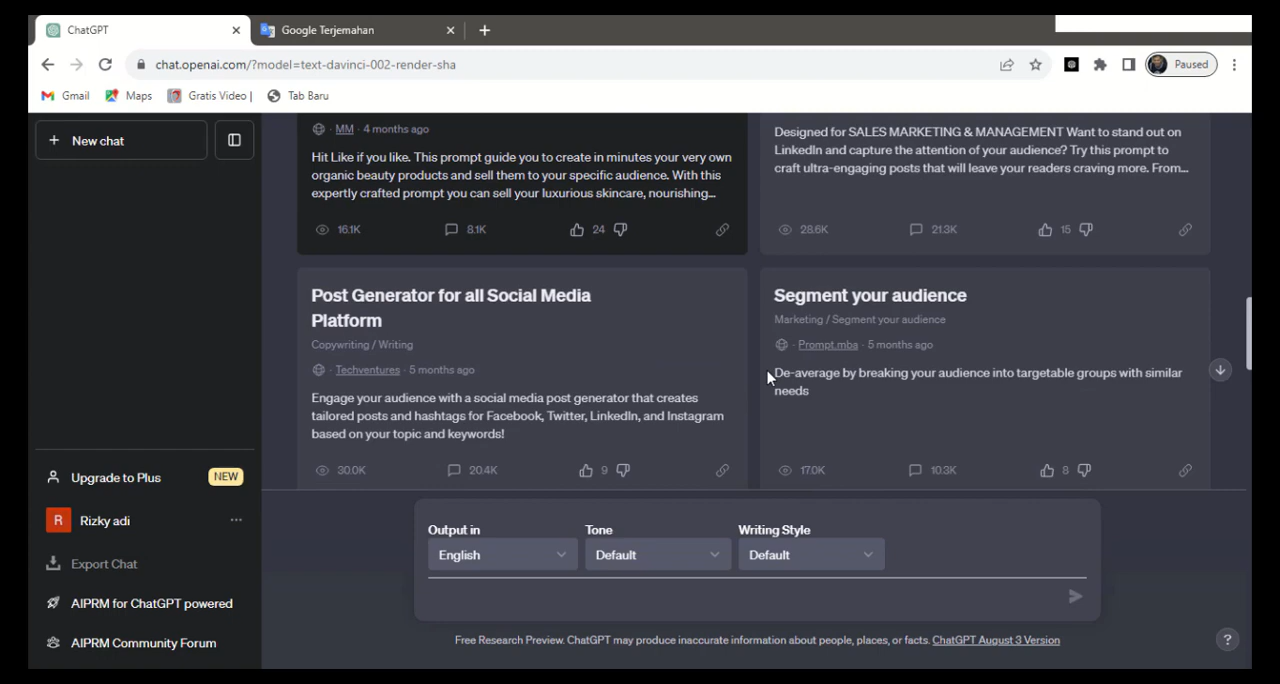 ChatGPT
Google Terjemahan
chat.openai.com/?model=text-davinci-002-render-sha
Paused
Gmail
Maps
Gratis Video |
Tab Baru
New chat
Upgrade to Plus
NEW
R
Rizky adi
Export Chat
AIPRM for ChatGPT powered
AIPRM Community Forum
· MM · 4 months ago
Hit Like if you like. This prompt guide you to create in minutes your very own
organic beauty products and sell them to your specific audience. With this
expertly crafted prompt you can sell your luxurious skincare, nourishing...
16.1K 8.1K 24
Designed for SALES MARKETING & MANAGEMENT Want to stand out on
LinkedIn and capture the attention of your audience? Try this prompt to
craft ultra-engaging posts that will leave your readers craving more. From...
28.6K 21.3K 15
Post Generator for all Social Media
Platform
Copywriting / Writing
· Techventures · 5 months ago
Engage your audience with a social media post generator that creates
tailored posts and hashtags for Facebook, Twitter, LinkedIn, and Instagram
based on your topic and keywords!
30.0K 20.4K 9
Segment your audience
Marketing / Segment your audience
· Prompt.mba · 5 months ago
De-average by breaking your audience into targetable groups with similar
needs
17.0K 10.3K 8
Output in Tone Writing Style
English Default Default
Free Research Preview. ChatGPT may produce inaccurate information about people, places, or facts. ChatGPT August 3 Version
?